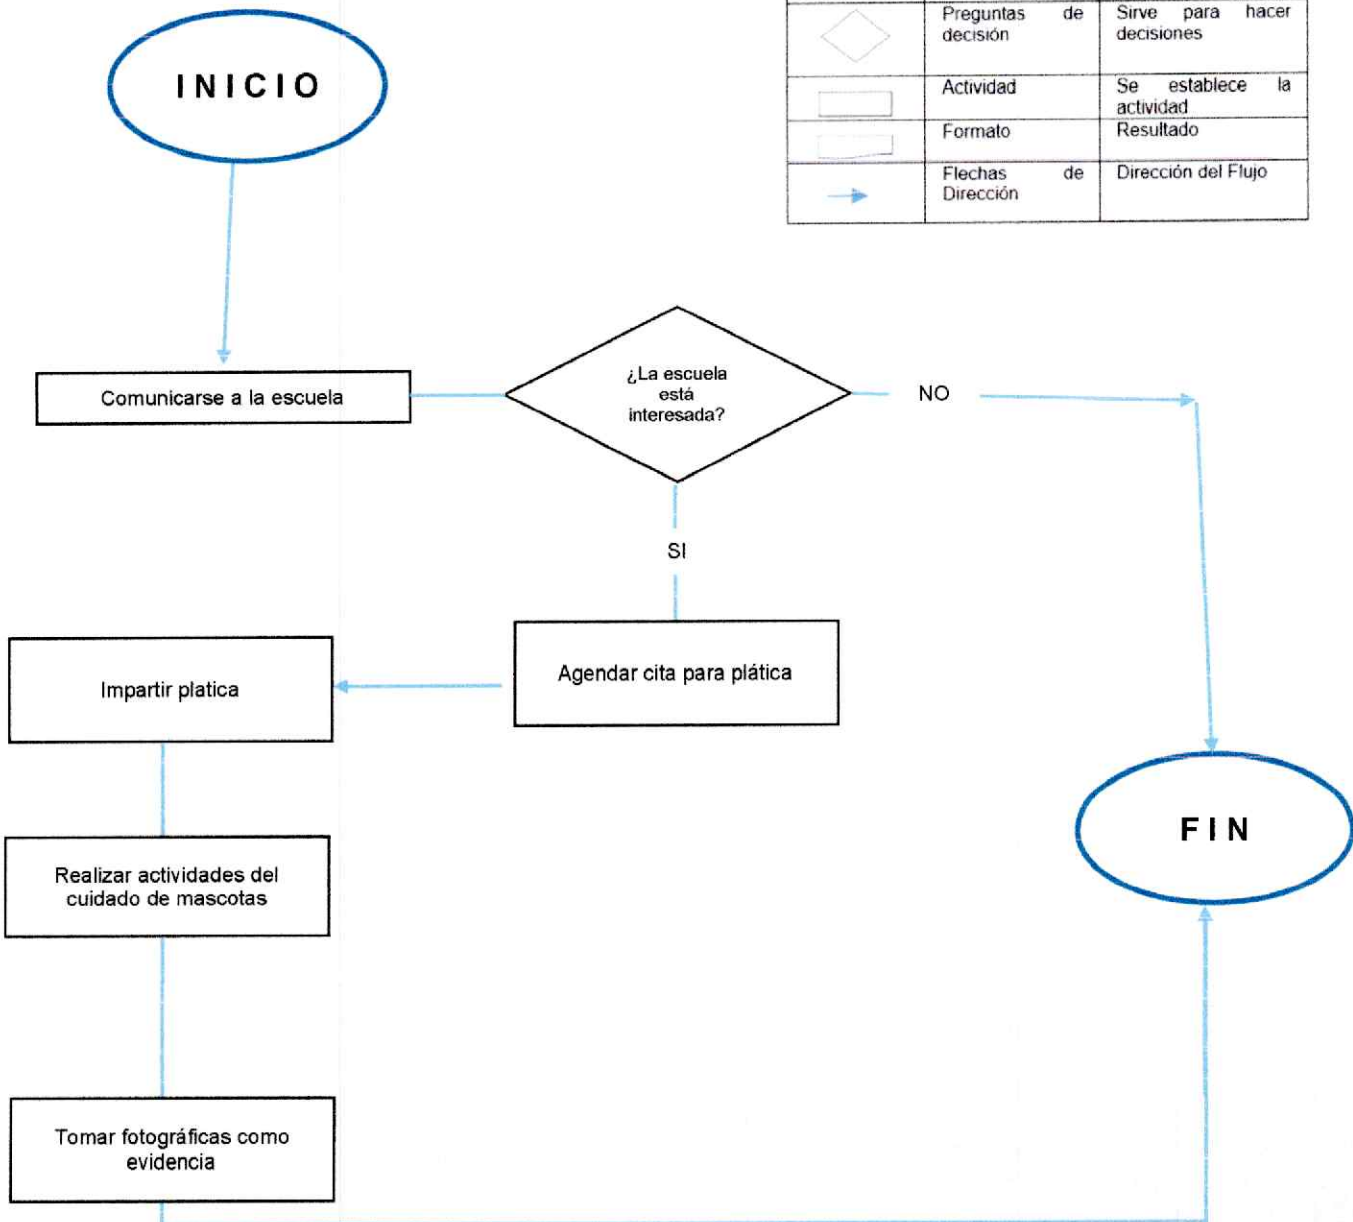 Preguntas de decisión
Sirve para hacer decisiones
Actividad
Se establece la actividad
Formato
Resultado
Flechas de Dirección
Dirección del Flujo
INICIO
Comunicarse a la escuela
¿La escuela
está
interesada?
NO
SI
Agendar cita para plática
Impartir platica
Realizar actividades del
cuidado de mascotas
FIN
Tomar fotográficas como
evidencia